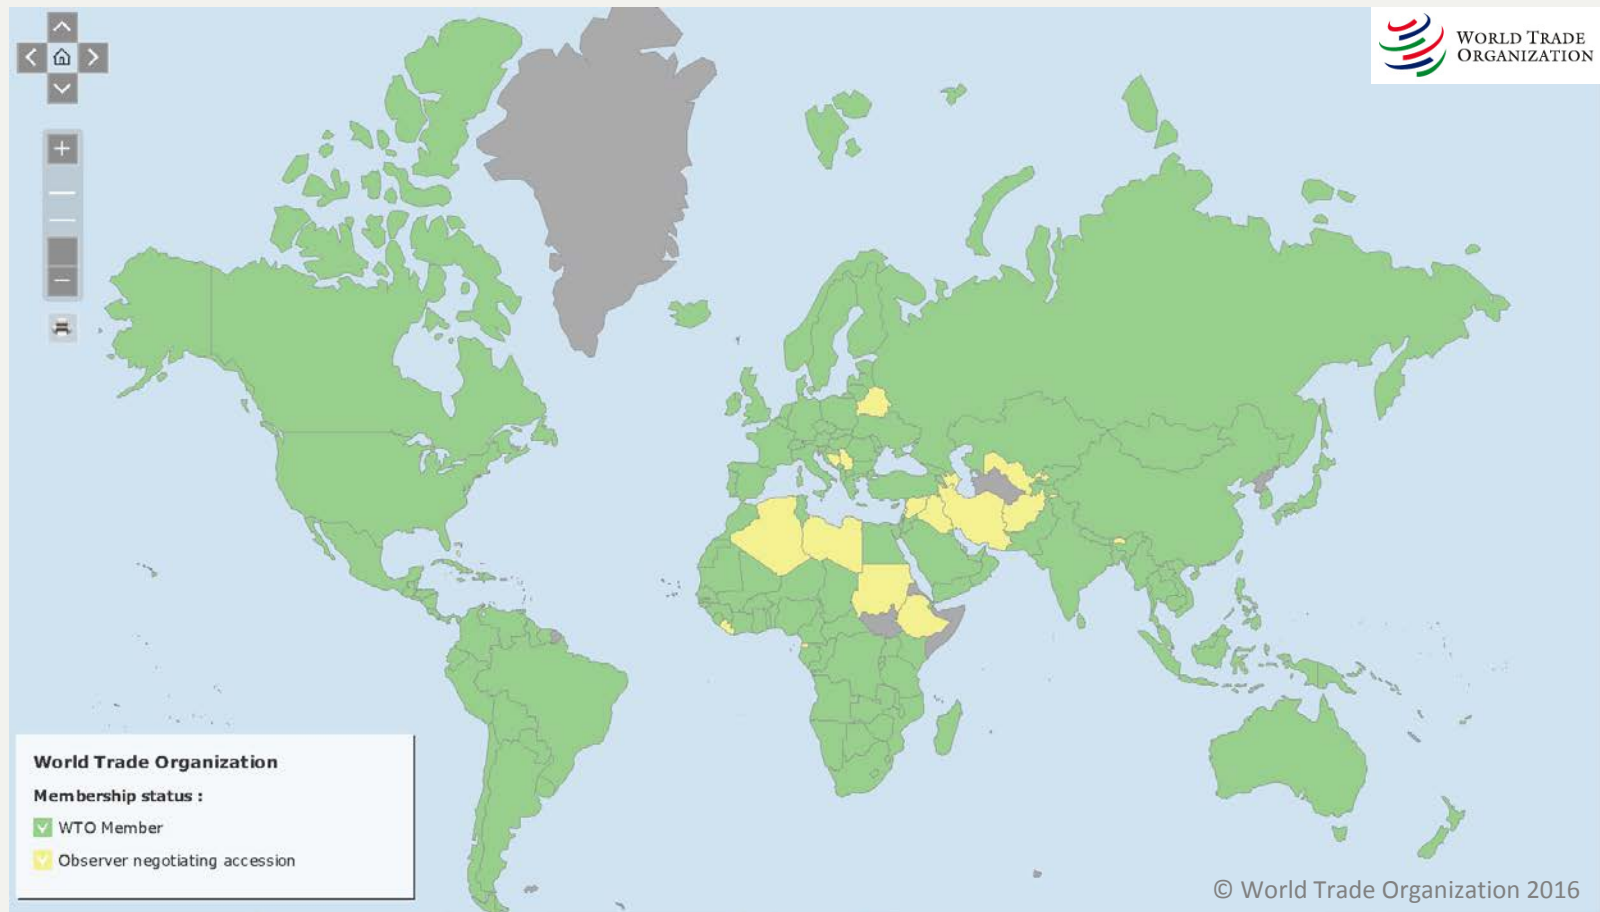 WORLD TRADE
ORGANIZATION
World Trade Organization
Membership status :
WTO Member
Observer negotiating accession
© World Trade Organization 2016